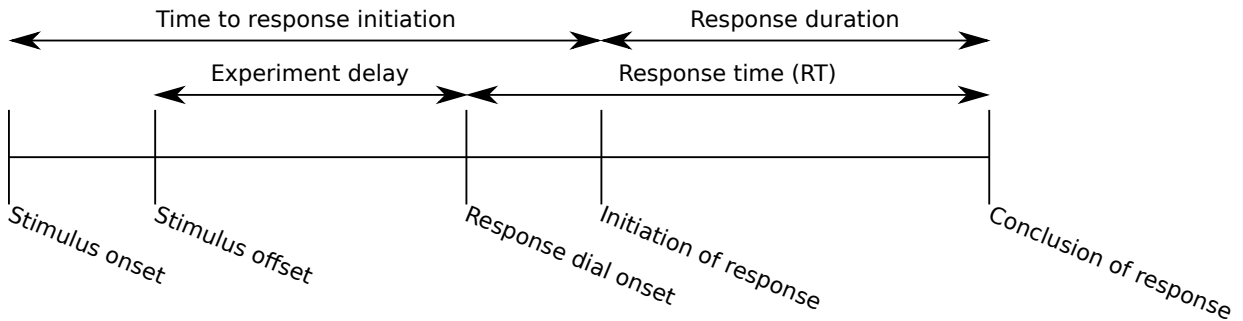 Time to response initiation
Response duration
Experiment delay
Response time (RT)
Stimulus onset
Stimulus offset
Response dial onset
Initiation of response
Conclusion of response